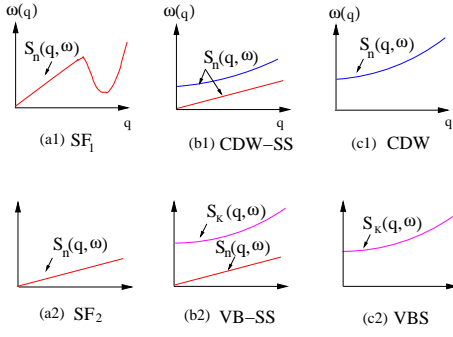 ω(q)
S_n(q,ω)
q
(a1) SF_1
ω(q)
S_n(q,ω)
q
(b1) CDW−SS
ω(q)
S_n(q,ω)
q
(c1) CDW
S_n(q,ω)
(a2) SF_2
S_K(q,ω)
S_n(q,ω)
(b2) VB−SS
S_K(q,ω)
(c2) VBS